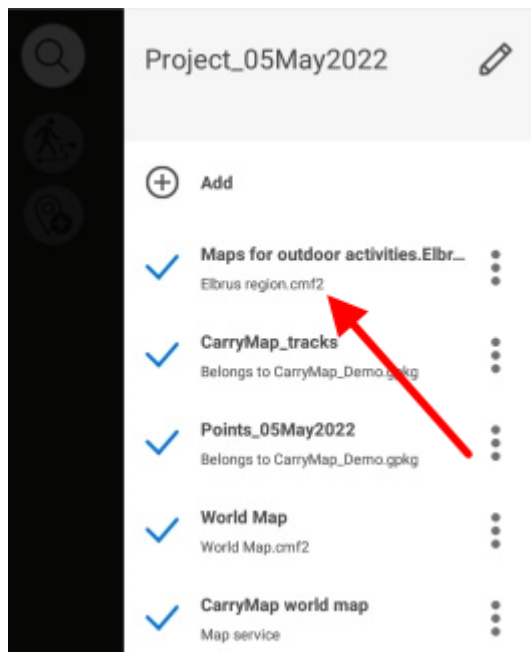 Project_05May2022
Add
Maps for outdoor activities.Elbr...
Elbrus region.cmf2
CarryMap_tracks
Belongs to CarryMap_Demo.gpkg
Points_05May2022
Belongs to CarryMap_Demo.gpkg
World Map
World Map.cmf2
CarryMap world map
Map service